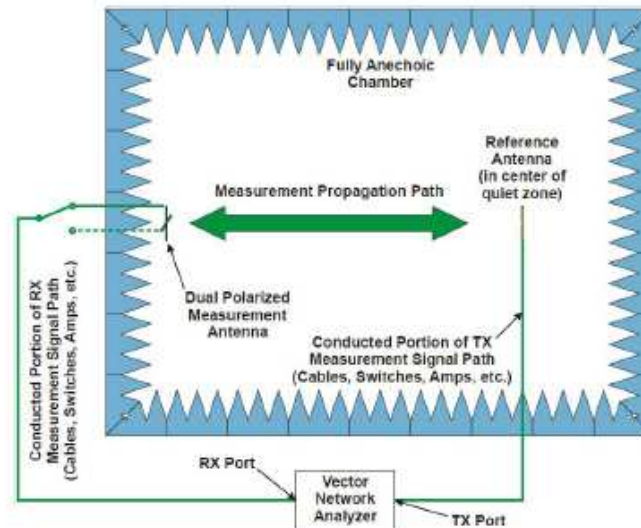 Fully Anechoic
Chamber
Reference
Antenna
(in center of
quiet zone)
Measurement Propagation Path
Dual Polarized
Measurement
Antenna
Conducted Portion of TX
Measurement Signal Path
(Cables, Switches, Amps, etc.)
Conducted Portion of RX
Measurement Signal Path
(Cables, Switches, Amps, etc.)
RX Port
Vector
Network
Analyzer
TX Port